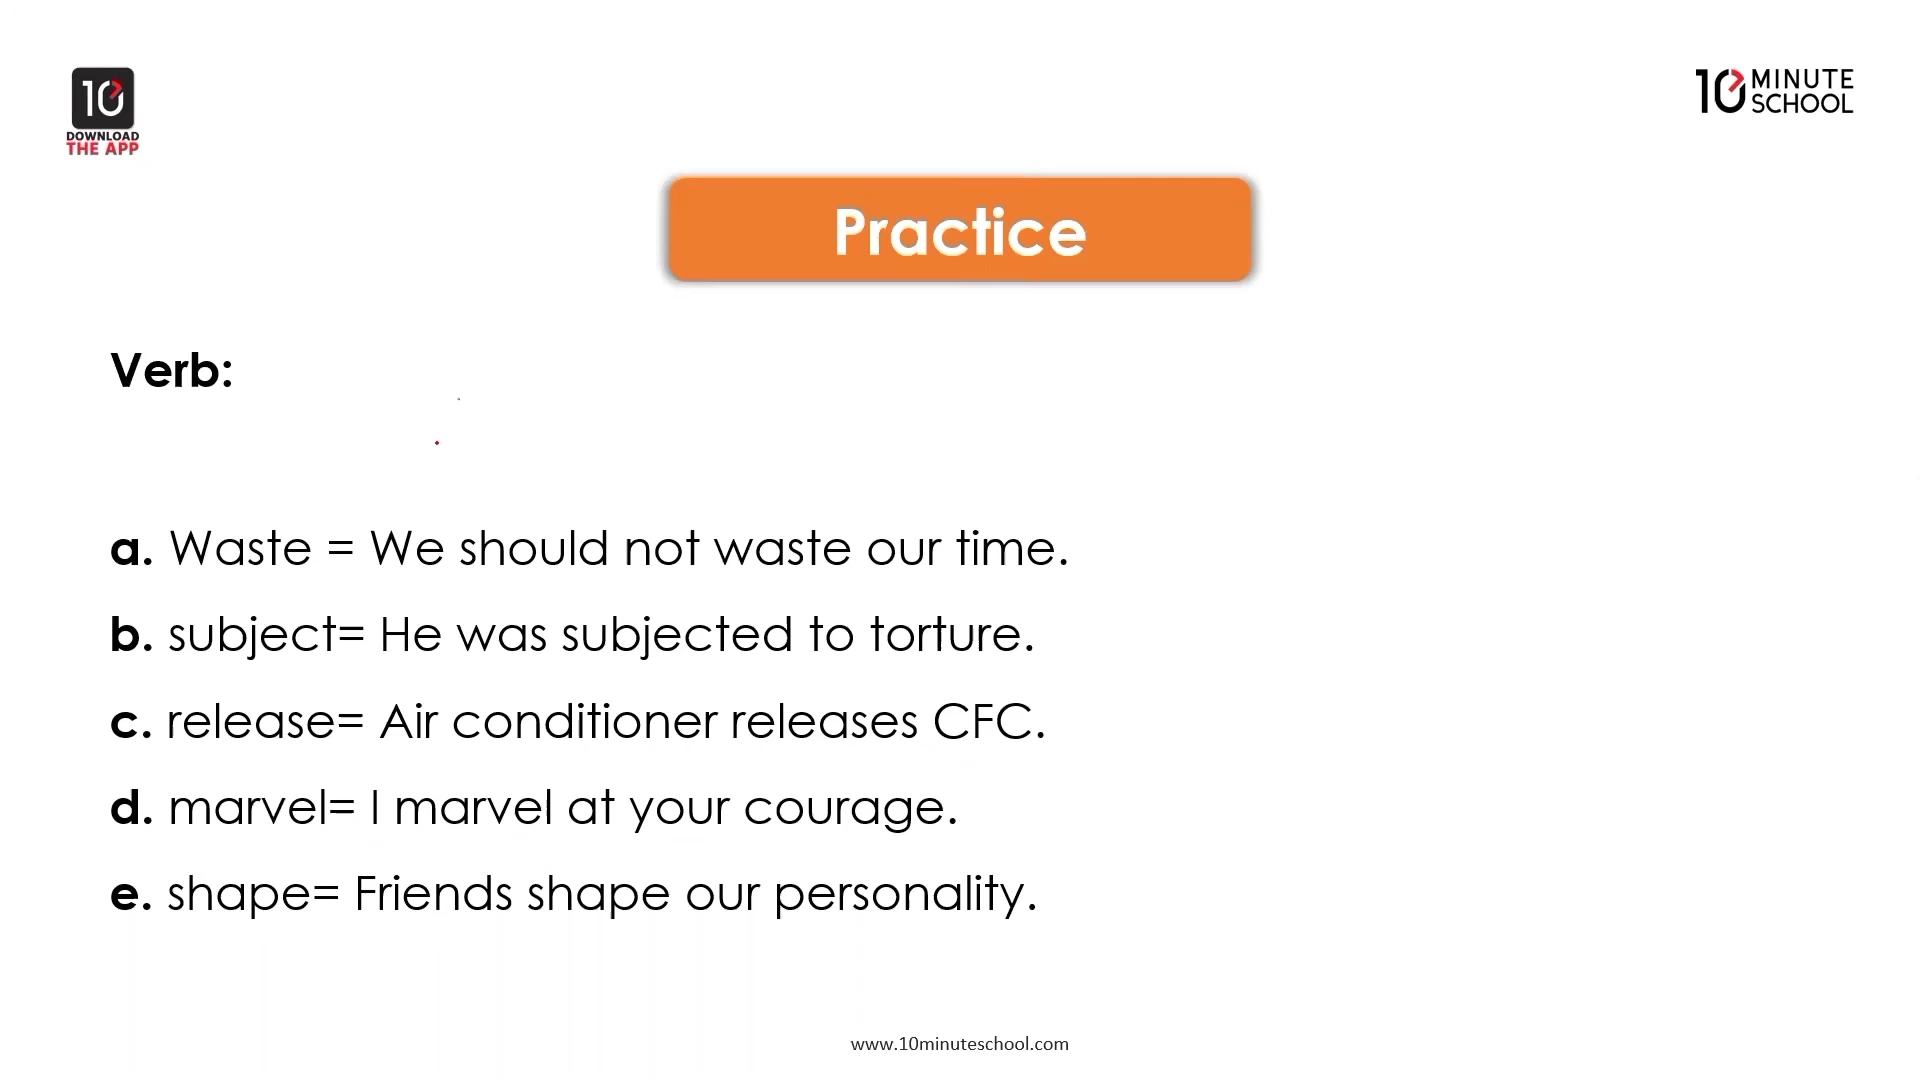 10
DOWNLOAD
THE APP
10 MINUTE
SCHOOL
Practice
Verb:
a. Waste = We should not waste our time.
b. subject= He was subjected to torture.
c. release= Air conditioner releases CFC.
d. marvel= I marvel at your courage.
e. shape= Friends shape our personality.
www.10minuteschool.com